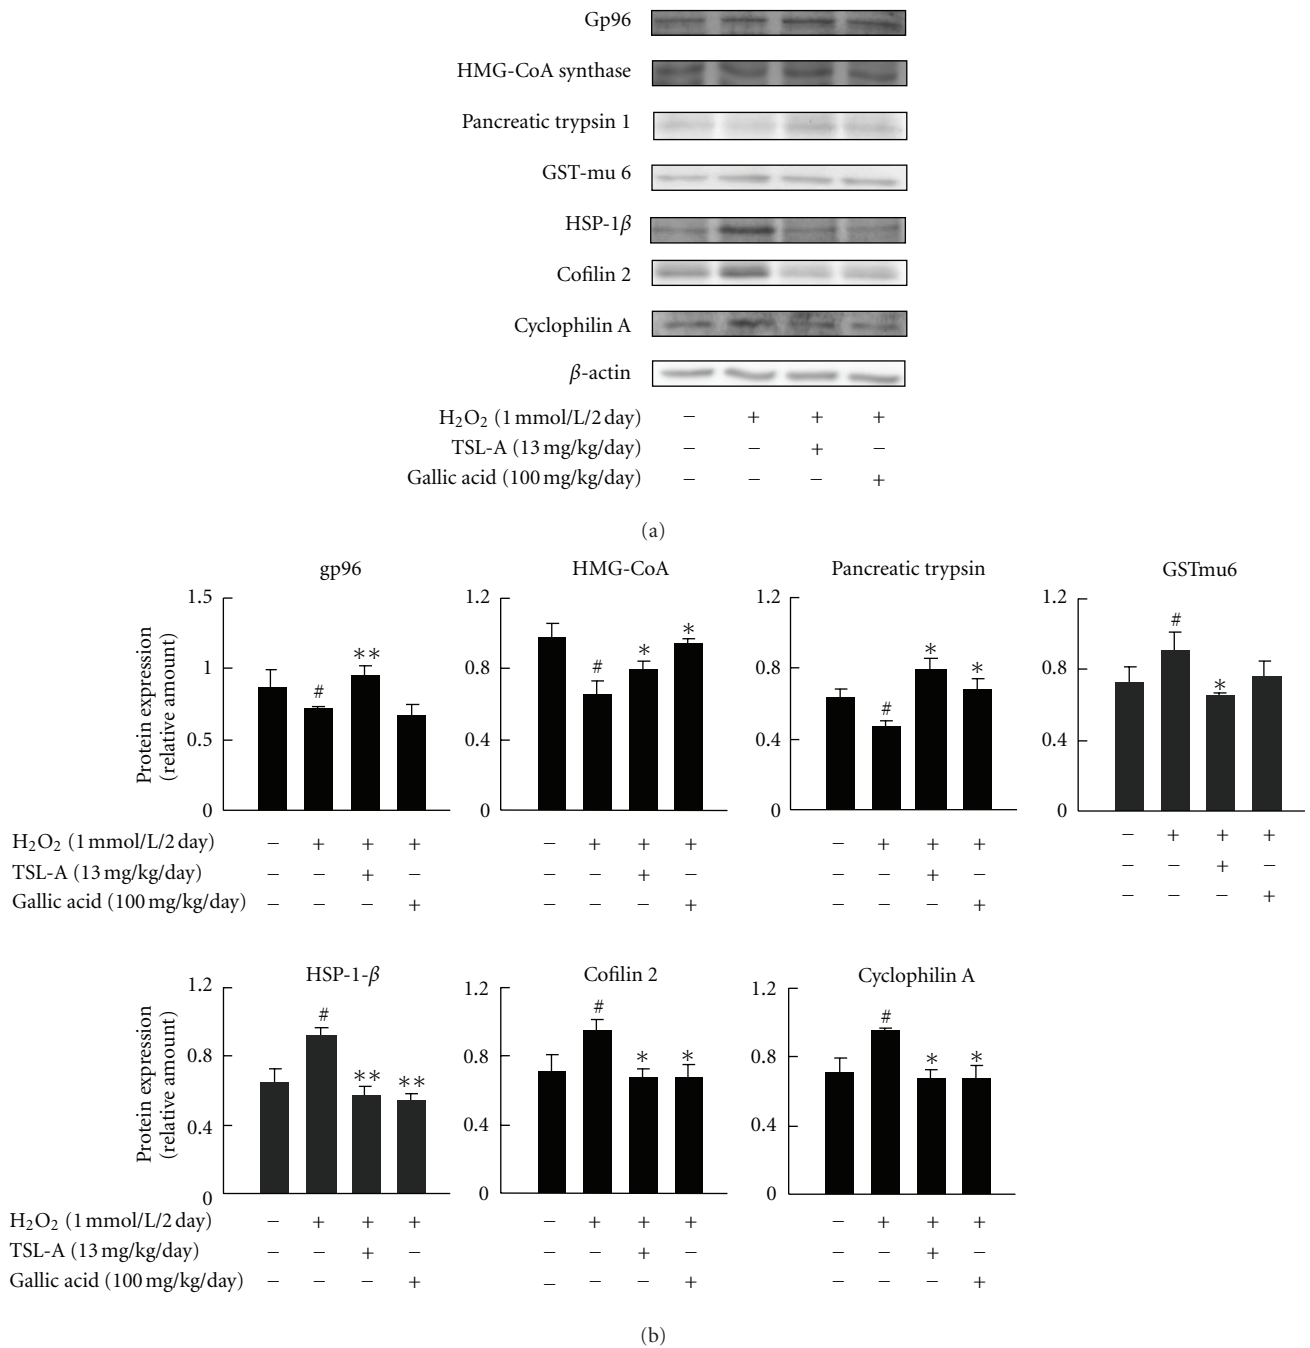 Gp96
HMG-CoA synthase
Pancreatic trypsin 1
GST-mu 6
HSP-1β
Cofilin 2
Cyclophilin A
β-actin
H₂O₂ (1 mmol/L/2 day) − + + +
TSL-A (13 mg/kg/day) − − + −
Gallic acid (100 mg/kg/day) − − − +
(a)
gp96 HMG-CoA Pancreatic trypsin GSTmu6
Protein expression
(relative amount)
1.5
1
0.5
0
# **
1.2
0.8
0.4
0
# * *
1.2
0.8
0.4
0
# * *
1.2
0.8
0.4
0
# *
H₂O₂ (1 mmol/L/2 day) − + + + − + + + − + + + − + + +
TSL-A (13 mg/kg/day) − − + − − − + − − − + − − − + −
Gallic acid (100 mg/kg/day) − − − + − − − + − − − + − − − +
HSP-1-β Cofilin 2 Cyclophilin A
Protein expression
(relative amount)
1.2
0.8
0.4
0
# ** **
1.2
0.8
0.4
0
# * *
1.2
0.8
0.4
0
# * *
H₂O₂ (1 mmol/L/2 day) − + + + − + + + − + + +
TSL-A (13 mg/kg/day) − − + − − − + − − − + −
Gallic acid (100 mg/kg/day) − − − + − − − + − − − +
(b)